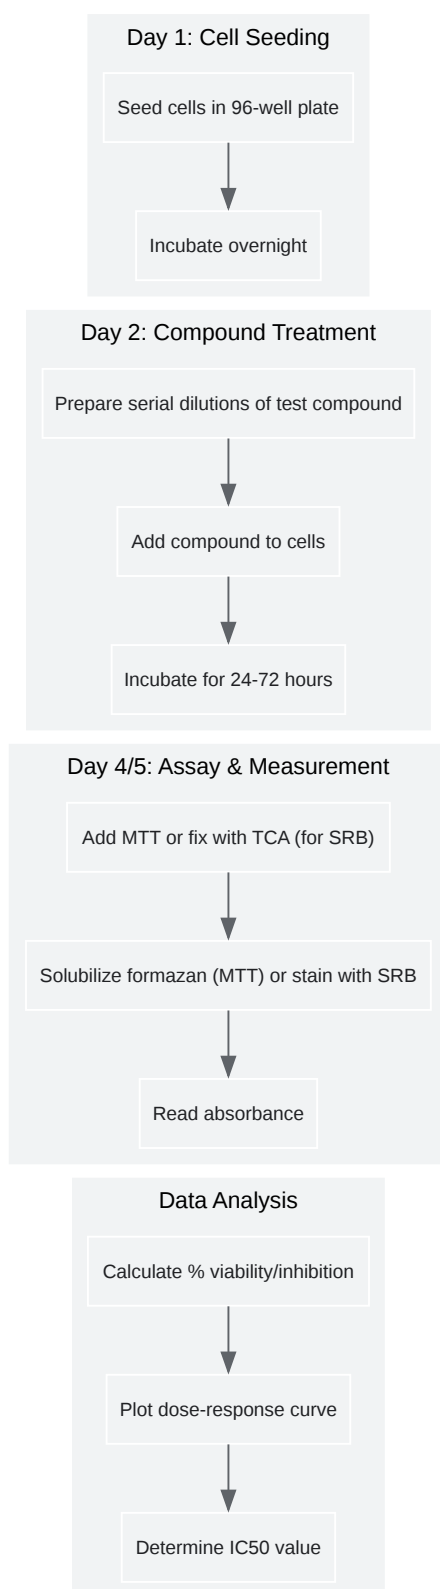 Day 1: Cell Seeding
Seed cells in 96-well plate
Incubate overnight
Day 2: Compound Treatment
Prepare serial dilutions of test compound
Add compound to cells
Incubate for 24-72 hours
Day 4/5: Assay & Measurement
Add MTT or fix with TCA (for SRB)
Solubilize formazan (MTT) or stain with SRB
Read absorbance
Data Analysis
Calculate % viability/inhibition
Plot dose-response curve
Determine IC50 value